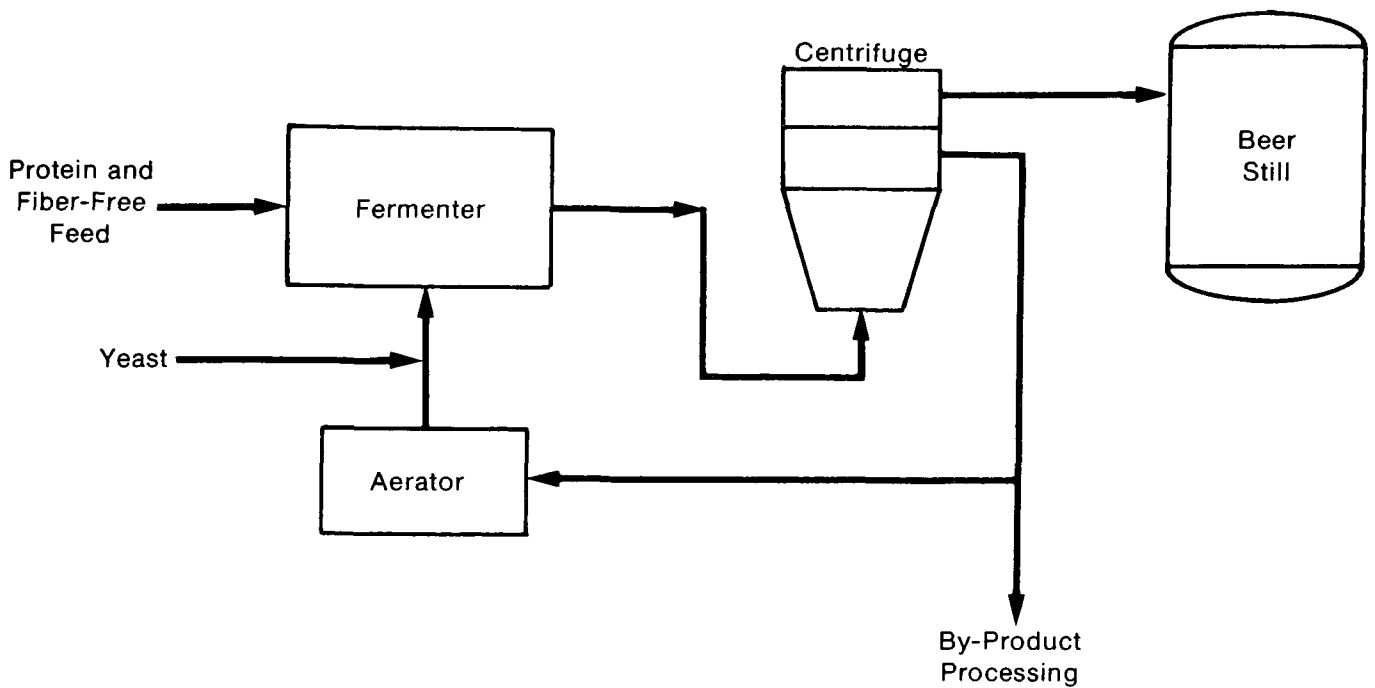 Centrifuge
Beer
Still
Protein and
Fiber-Free
Feed
Fermenter
Yeast
Aerator
By-Product
Processing